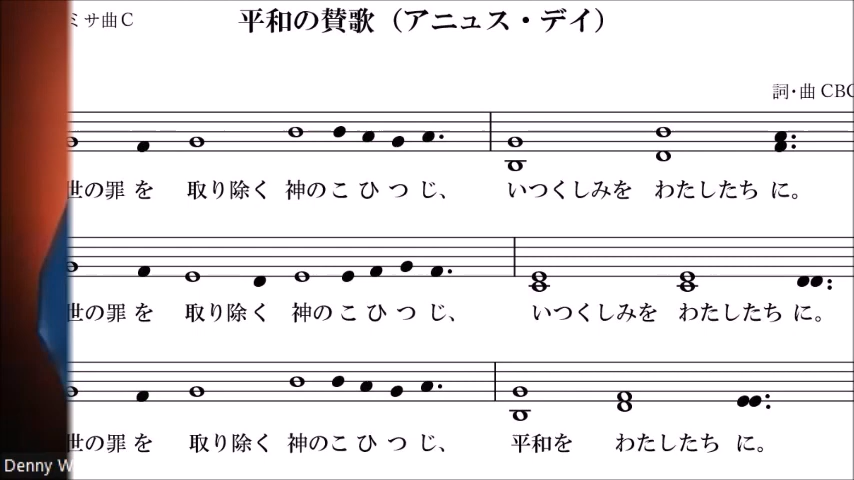 ミサ曲C
平和の賛歌（アニュス・デイ）
詞・曲 CBC
世の罪を 取り除く 神のこひつじ、 いつくしみを わたしたち に。
世の罪を 取り除く 神のこひつじ、 いつくしみを わたしたち に。
世の罪を 取り除く 神のこひつじ、 平和を わたしたち に。
Denny W